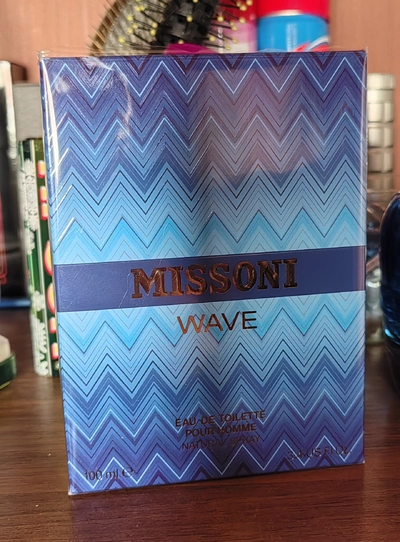 MISSONI
WAVE
EAU DE TOILETTE
POUR HOMME
NATURAL SPRAY
100 ml ℮